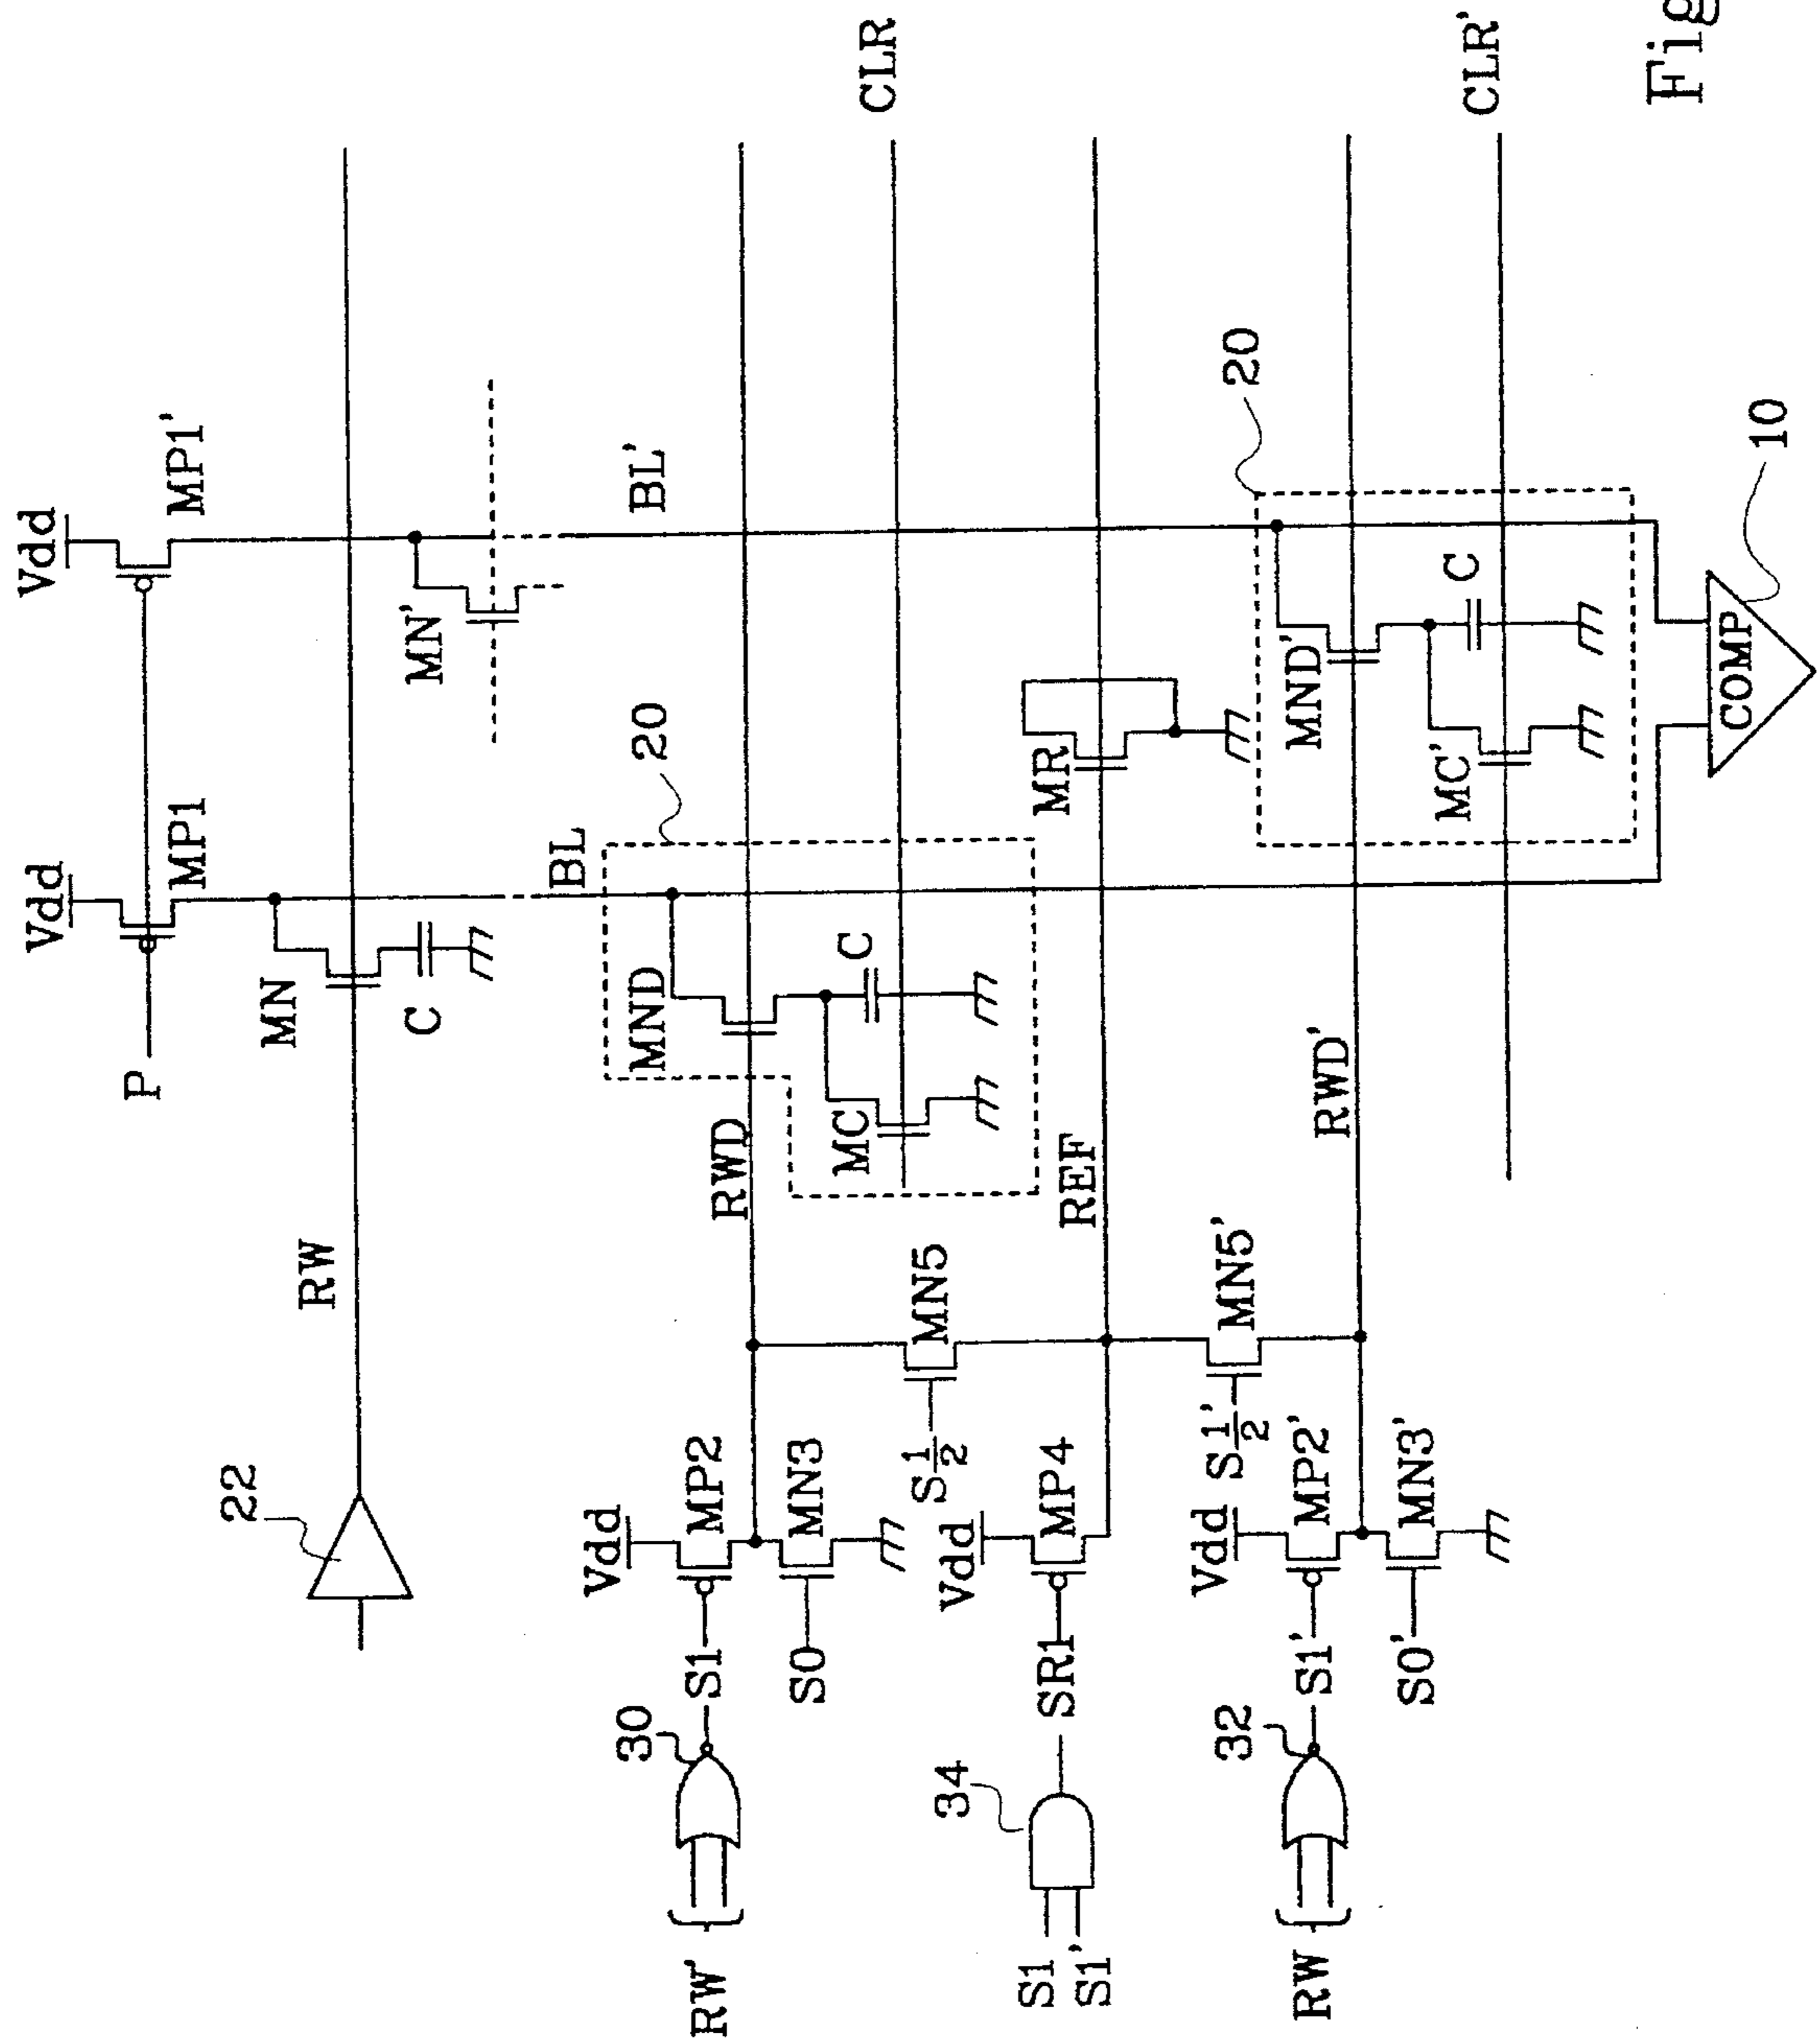 Vdd
Vdd
MP1
MP1'
P
MN
C
MN'
22
RW
BL
BL'
20
Vdd
MP2
30
RW'
S1
MN3
S0
RWD
MND
C
MC
CLR
S1/2
MN5
Vdd
MP4
34
S1
S1'
SR1
REF
MR
20
S1'/2
MN5'
Vdd
MP2'
32
RW
S1'
MN3'
S0'
RWD'
MND'
C
MC'
CLR'
COMP
10